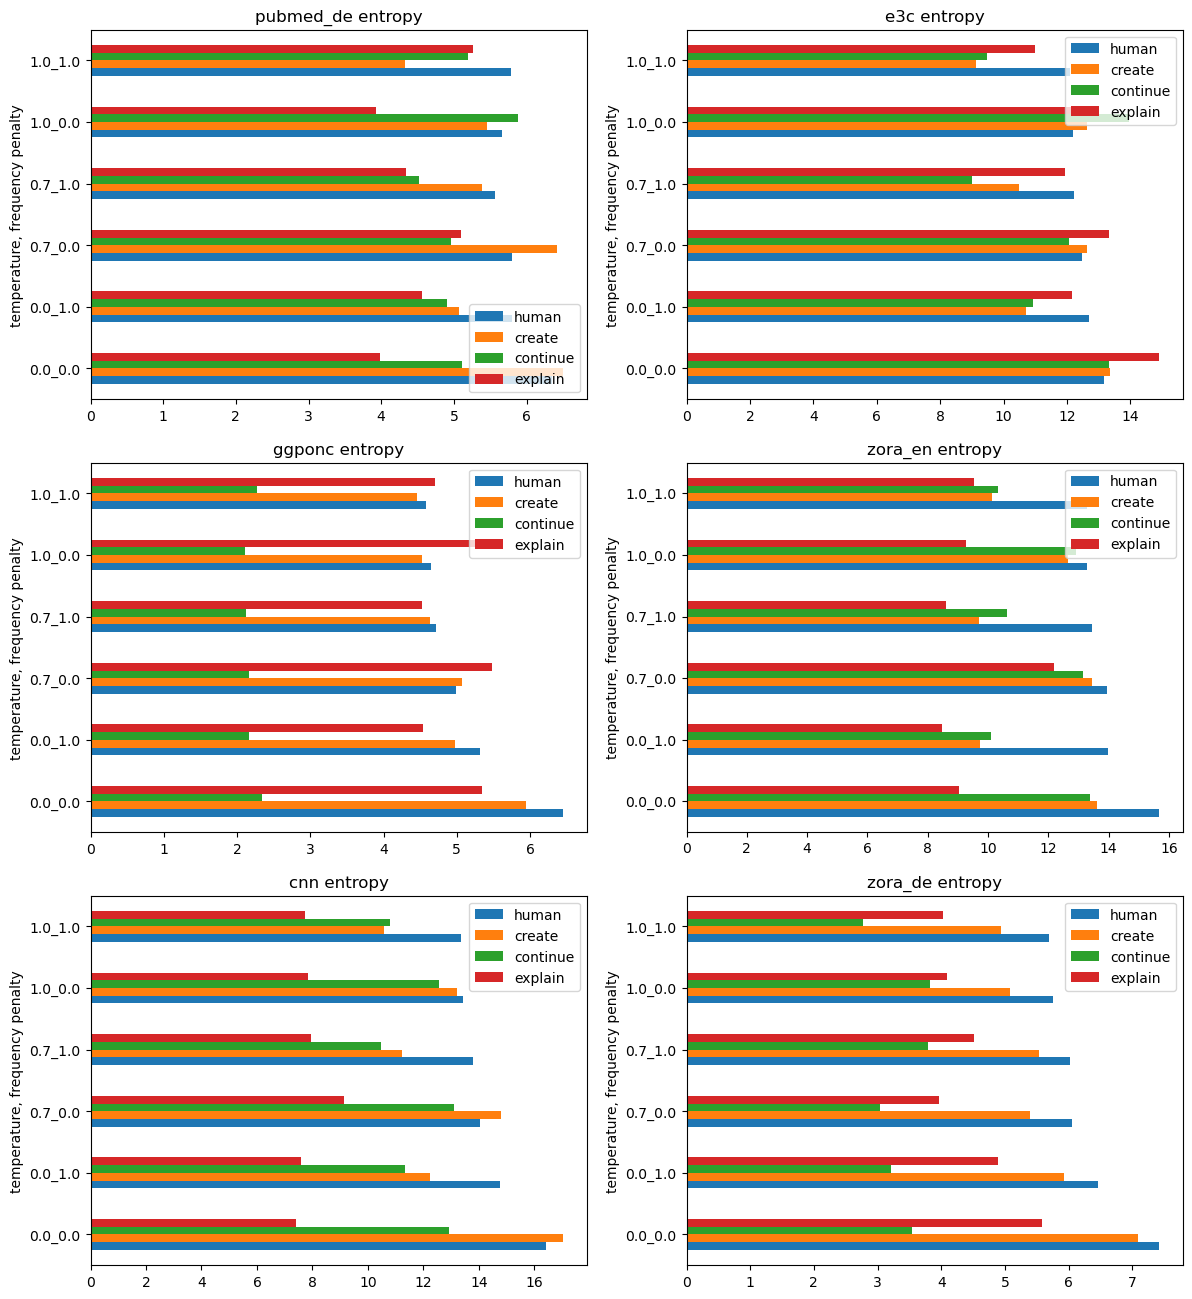 pubmed_de entropy
temperature, frequency penalty
1.0_1.0
1.0_0.0
0.7_1.0
0.7_0.0
0.0_1.0
0.0_0.0
0 1 2 3 4 5 6
human
create
continue
explain
e3c entropy
temperature, frequency penalty
1.0_1.0
1.0_0.0
0.7_1.0
0.7_0.0
0.0_1.0
0.0_0.0
0 2 4 6 8 10 12 14
human
create
continue
explain
ggponc entropy
temperature, frequency penalty
1.0_1.0
1.0_0.0
0.7_1.0
0.7_0.0
0.0_1.0
0.0_0.0
0 1 2 3 4 5 6
human
create
continue
explain
zora_en entropy
temperature, frequency penalty
1.0_1.0
1.0_0.0
0.7_1.0
0.7_0.0
0.0_1.0
0.0_0.0
0 2 4 6 8 10 12 14 16
human
create
continue
explain
cnn entropy
temperature, frequency penalty
1.0_1.0
1.0_0.0
0.7_1.0
0.7_0.0
0.0_1.0
0.0_0.0
0 2 4 6 8 10 12 14 16
human
create
continue
explain
zora_de entropy
temperature, frequency penalty
1.0_1.0
1.0_0.0
0.7_1.0
0.7_0.0
0.0_1.0
0.0_0.0
0 1 2 3 4 5 6 7
human
create
continue
explain